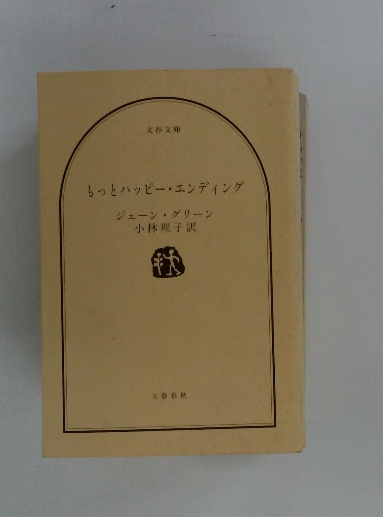 文春文庫
もっとハッピー・エンディング
ジェーン・グリーン
小林理子訳
文藝春秋